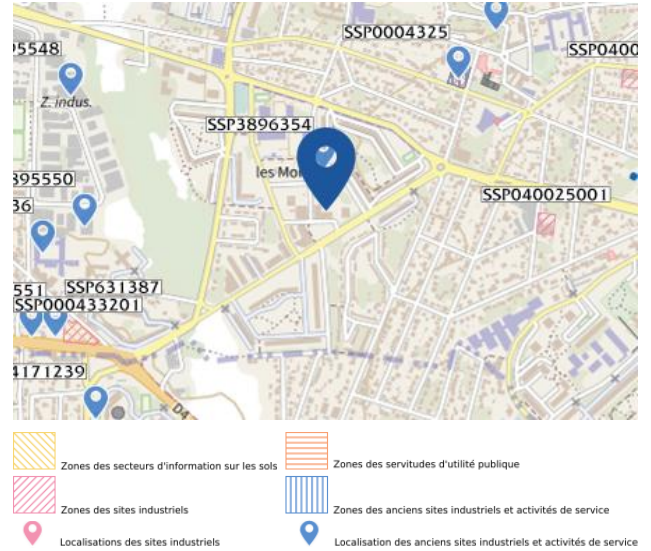 SSP0004325
95548
SSP0400
Z. indus.
SSP3896354
les Mo
895550
SSP040025001
36
551
SSP631387
SSP000433201
4171239
D4
Zones des secteurs d'information sur les sols
Zones des servitudes d'utilité publique
Zones des sites industriels
Zones des anciens sites industriels et activités de service
Localisations des sites industriels
Localisation des anciens sites industriels et activités de service